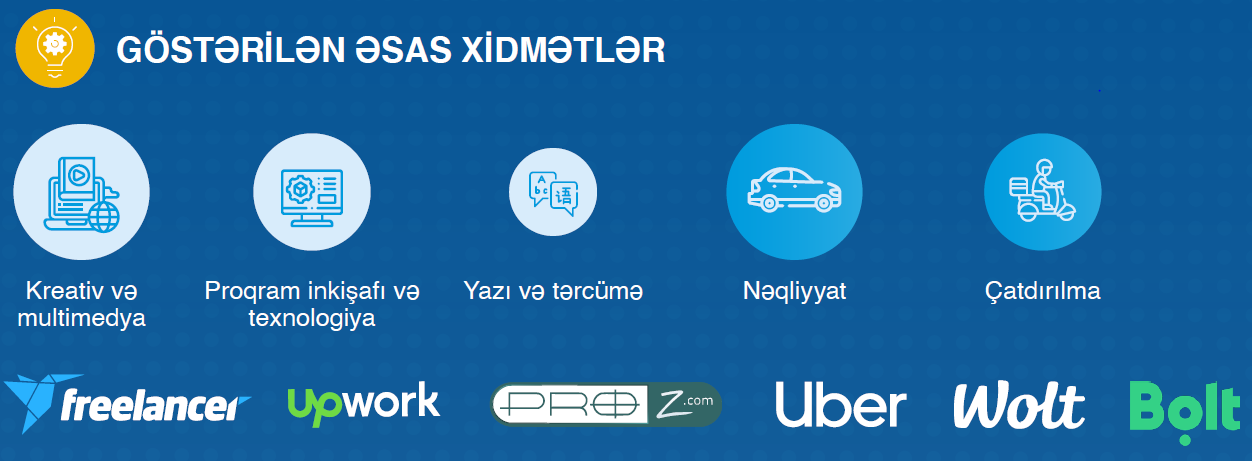 GÖSTƏRİLƏN ƏSAS XİDMƏTLƏR
A
b c
语
Kreativ və
multimedya
Proqram inkişafı və
texnologiya
Yazı və tərcümə
Nəqliyyat
Çatdırılma
freelancer
upwork
PROZ.com
Uber
Wolt
Bolt